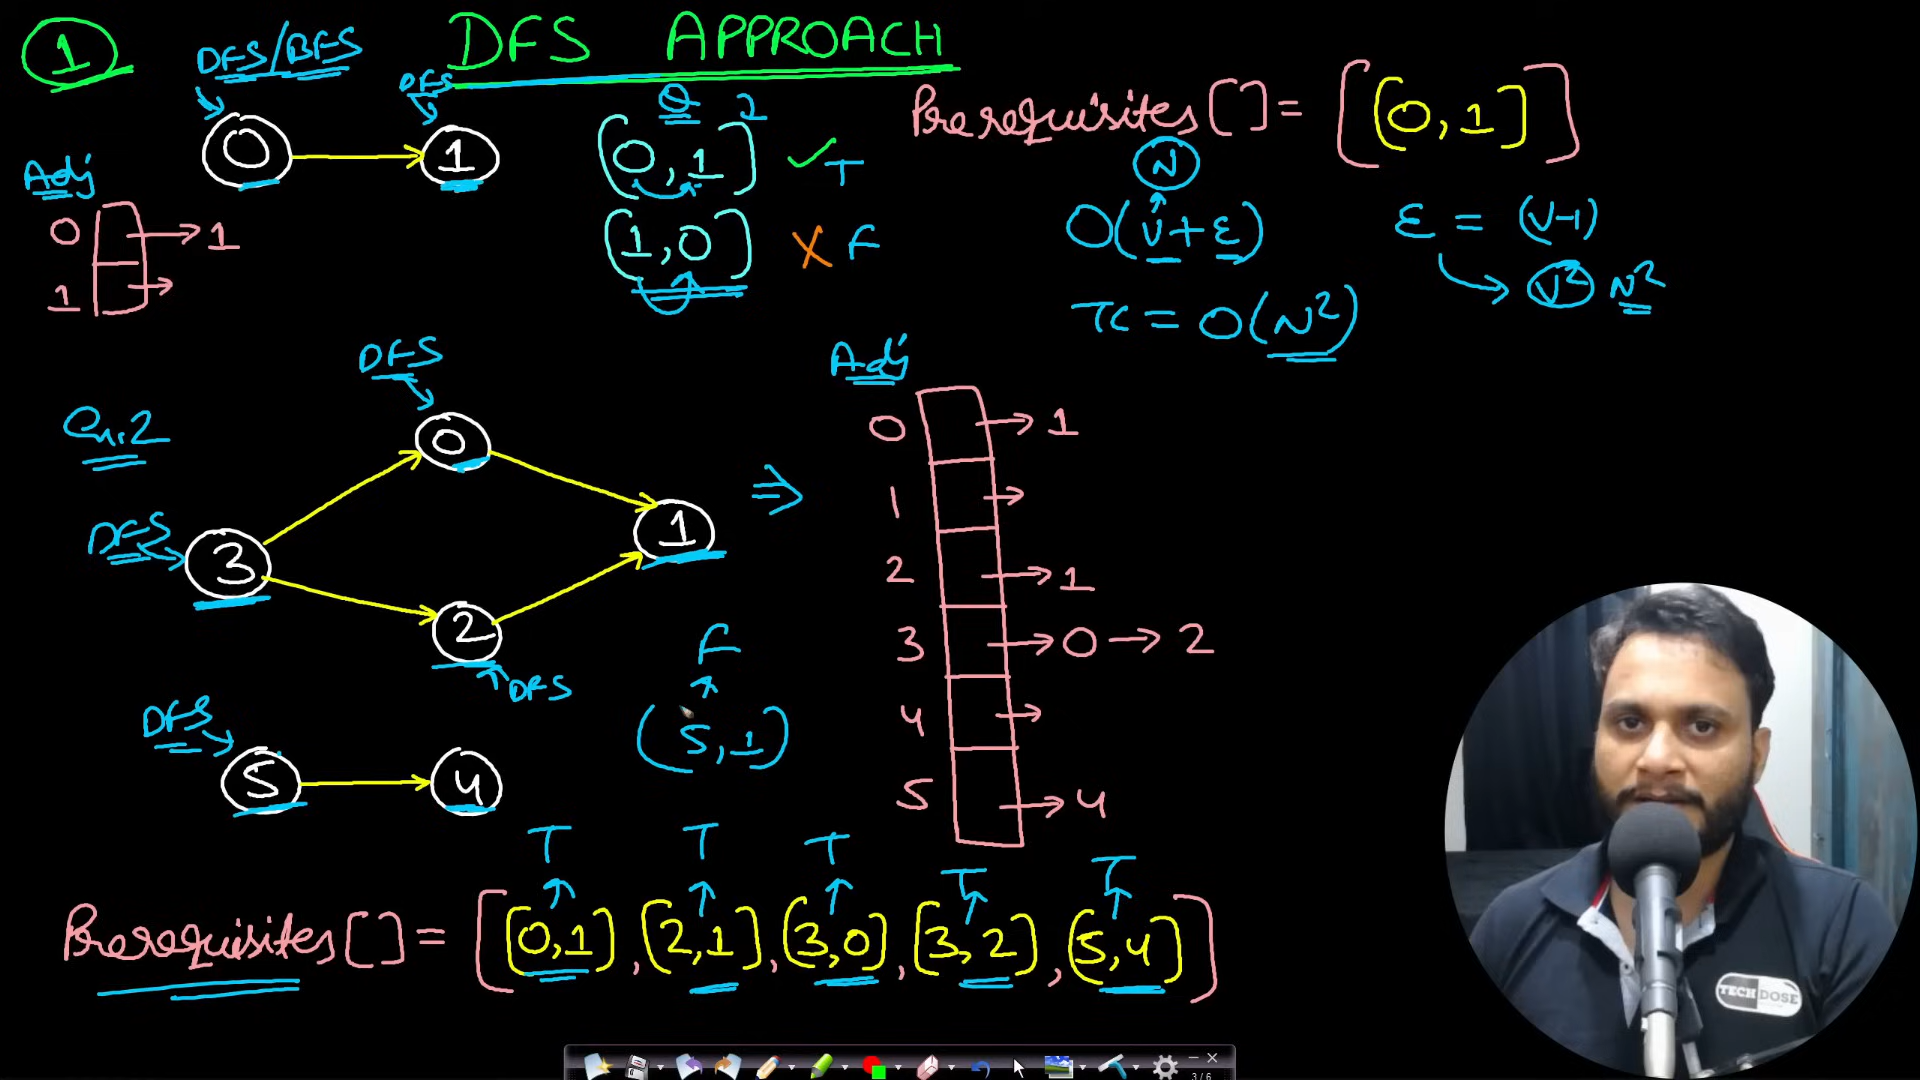 1 DFS APPROACH
DFS/BFS
DFS
0 1
Adj
0 → 1
1 →
Q 2
[0,1] ✓ T
[1,0] X F
Prerequisites[] = [[0,1]]
N
O(V+E)
E = (V-1)
V² N²
TC = O(N²)
DFS
0
DFS
3
1
2
DFS
DFS
5 4
F
(5,1)
⇒
Adj
0 → 1
1 →
2 → 1
3 → 0 → 2
4 →
5 → 4
T T T T T
Prerequisites[] = [[0,1],[2,1],[3,0],[3,2],[5,4]]
TECH DOSE
3/6